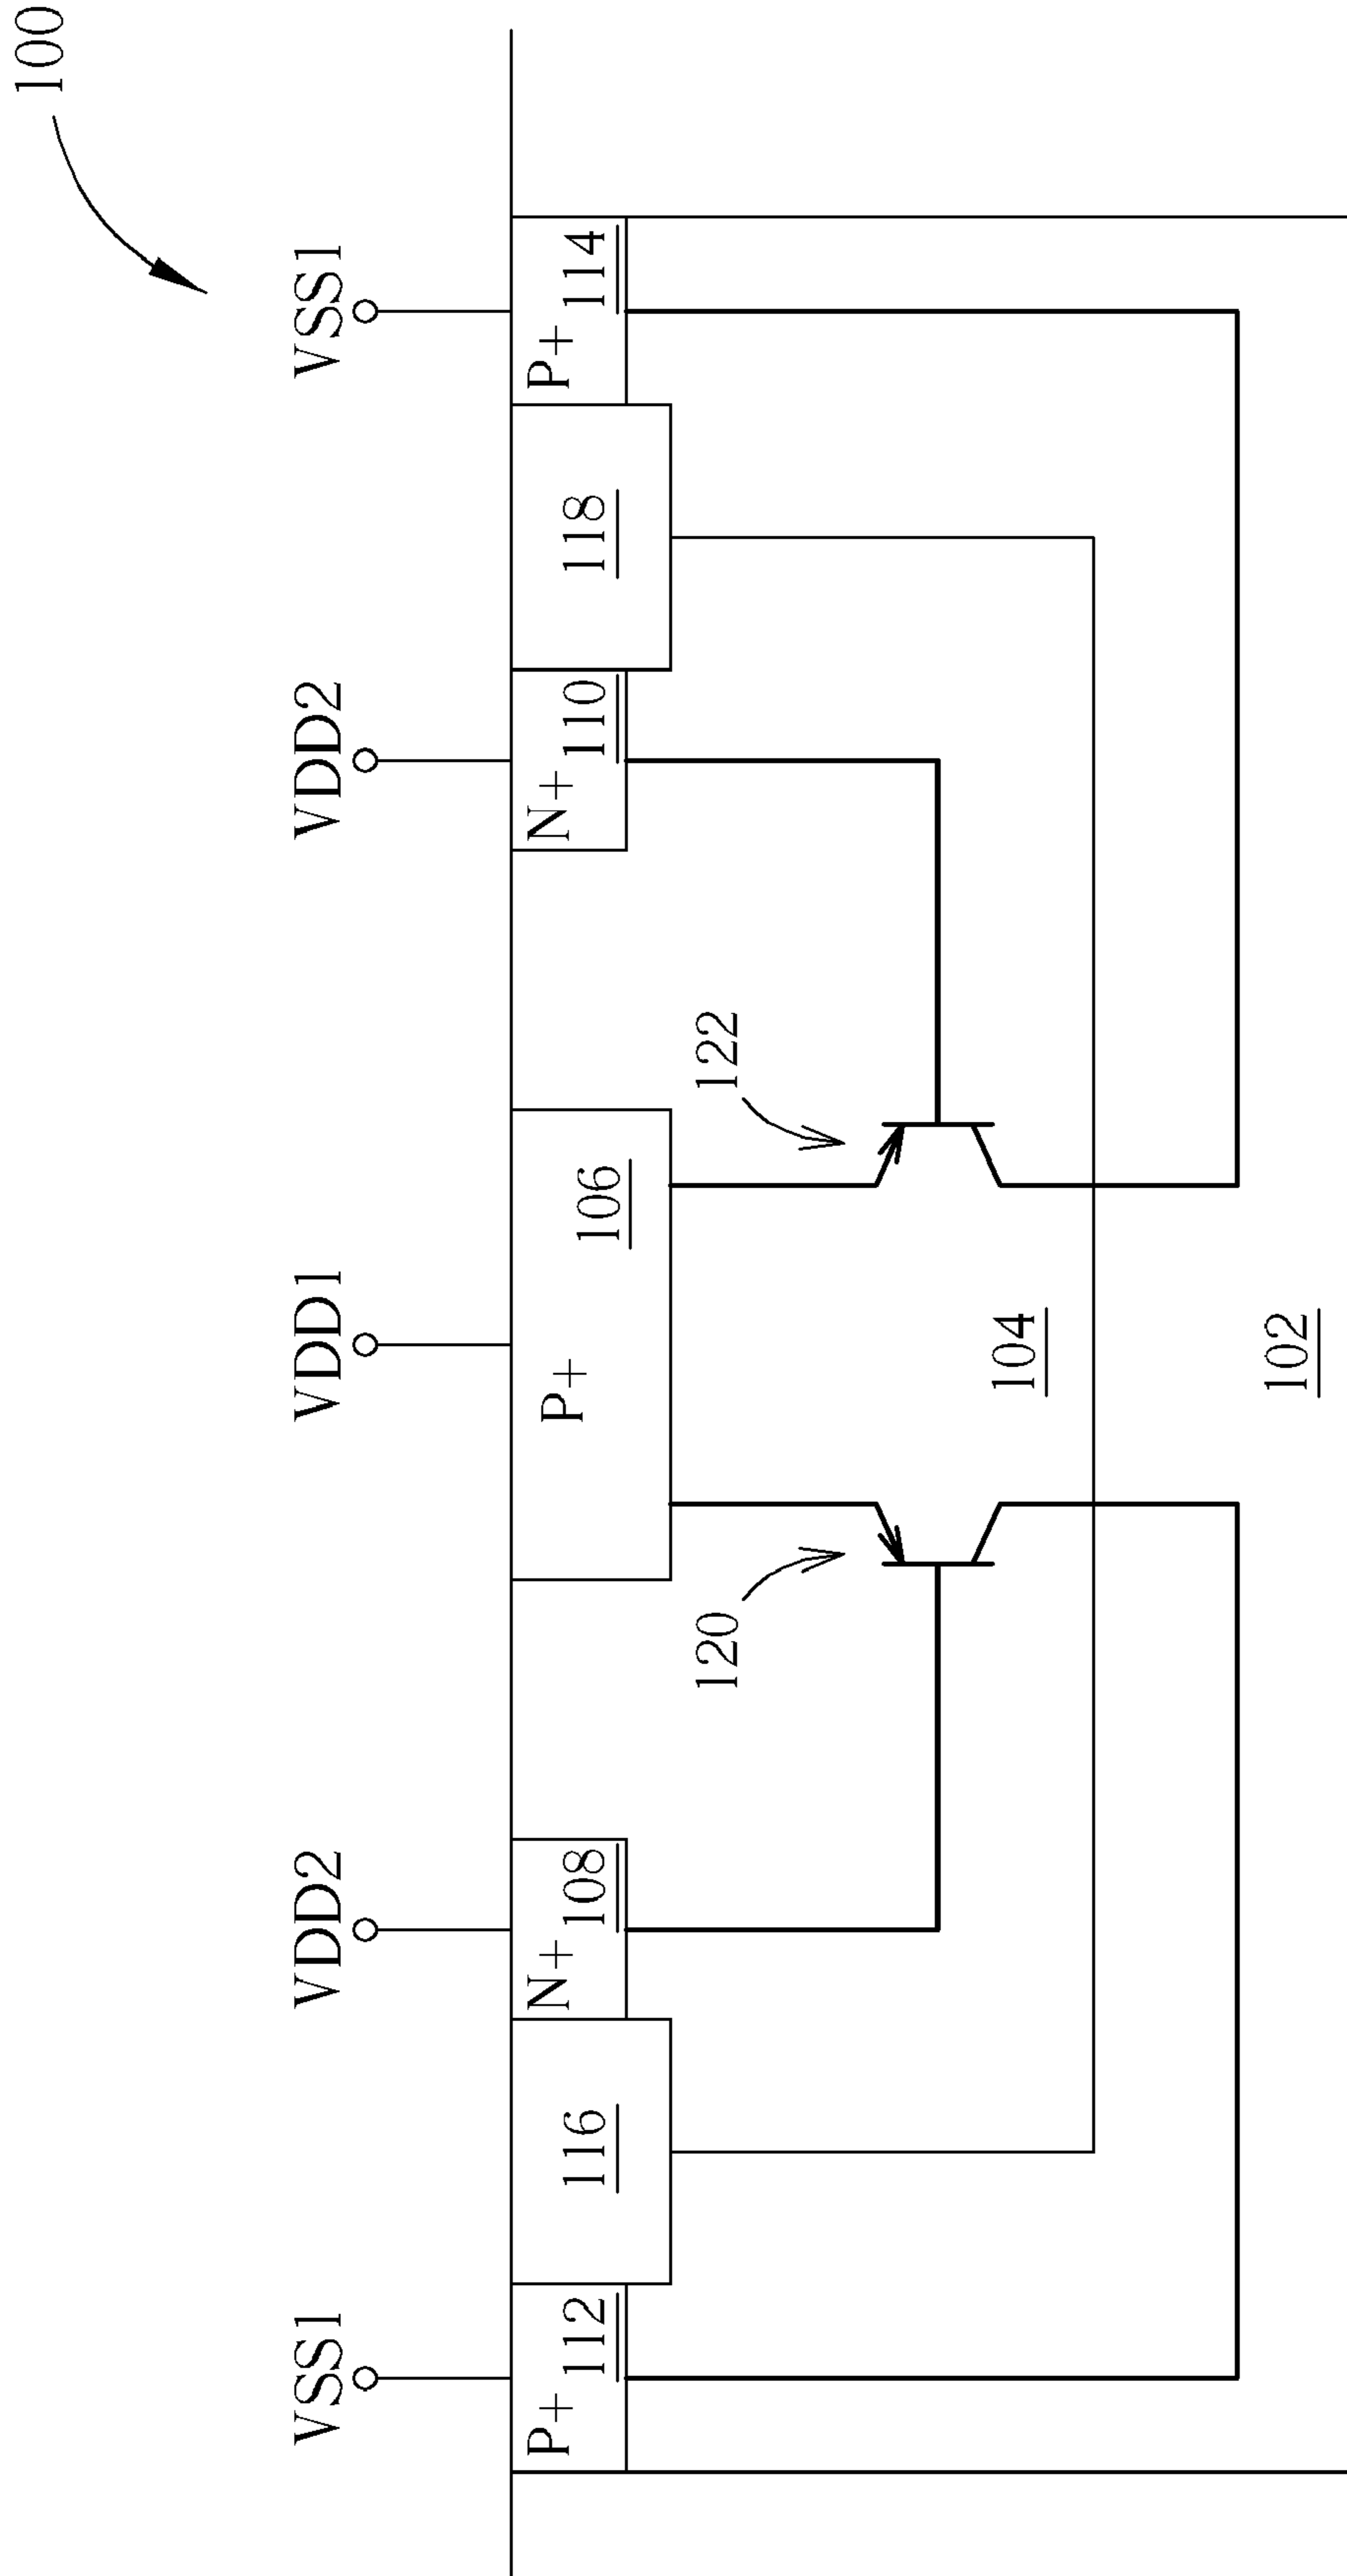 100
VSS1 VDD2 VDD1 VDD2 VSS1
P+ 112 116 N+ 108 P+ 106 N+ 110 118 P+ 114
120 122
104
102